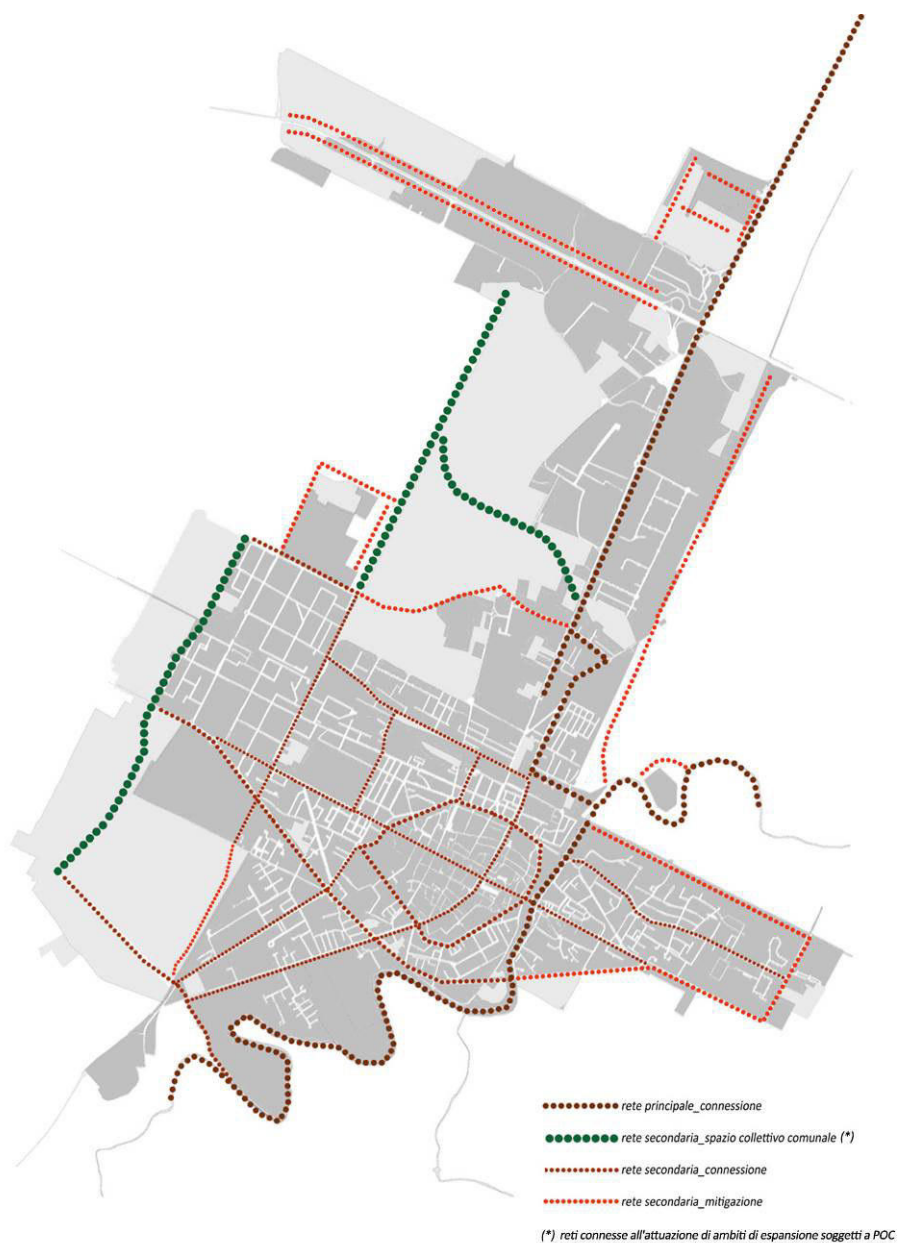 rete principale_connessione
rete secondaria_spazio collettivo comunale (*)
rete secondaria_connessione
rete secondaria_mitigazione
(*) reti connesse all'attuazione di ambiti di espansione soggetti a POC